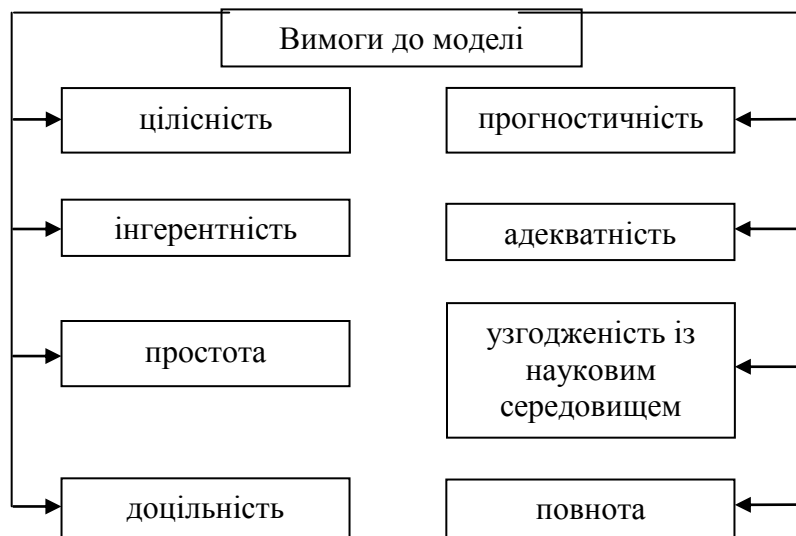 Вимоги до моделі
цілісність
прогностичність
інгерентність
адекватність
простота
узгодженість із
науковим
середовищем
доцільність
повнота